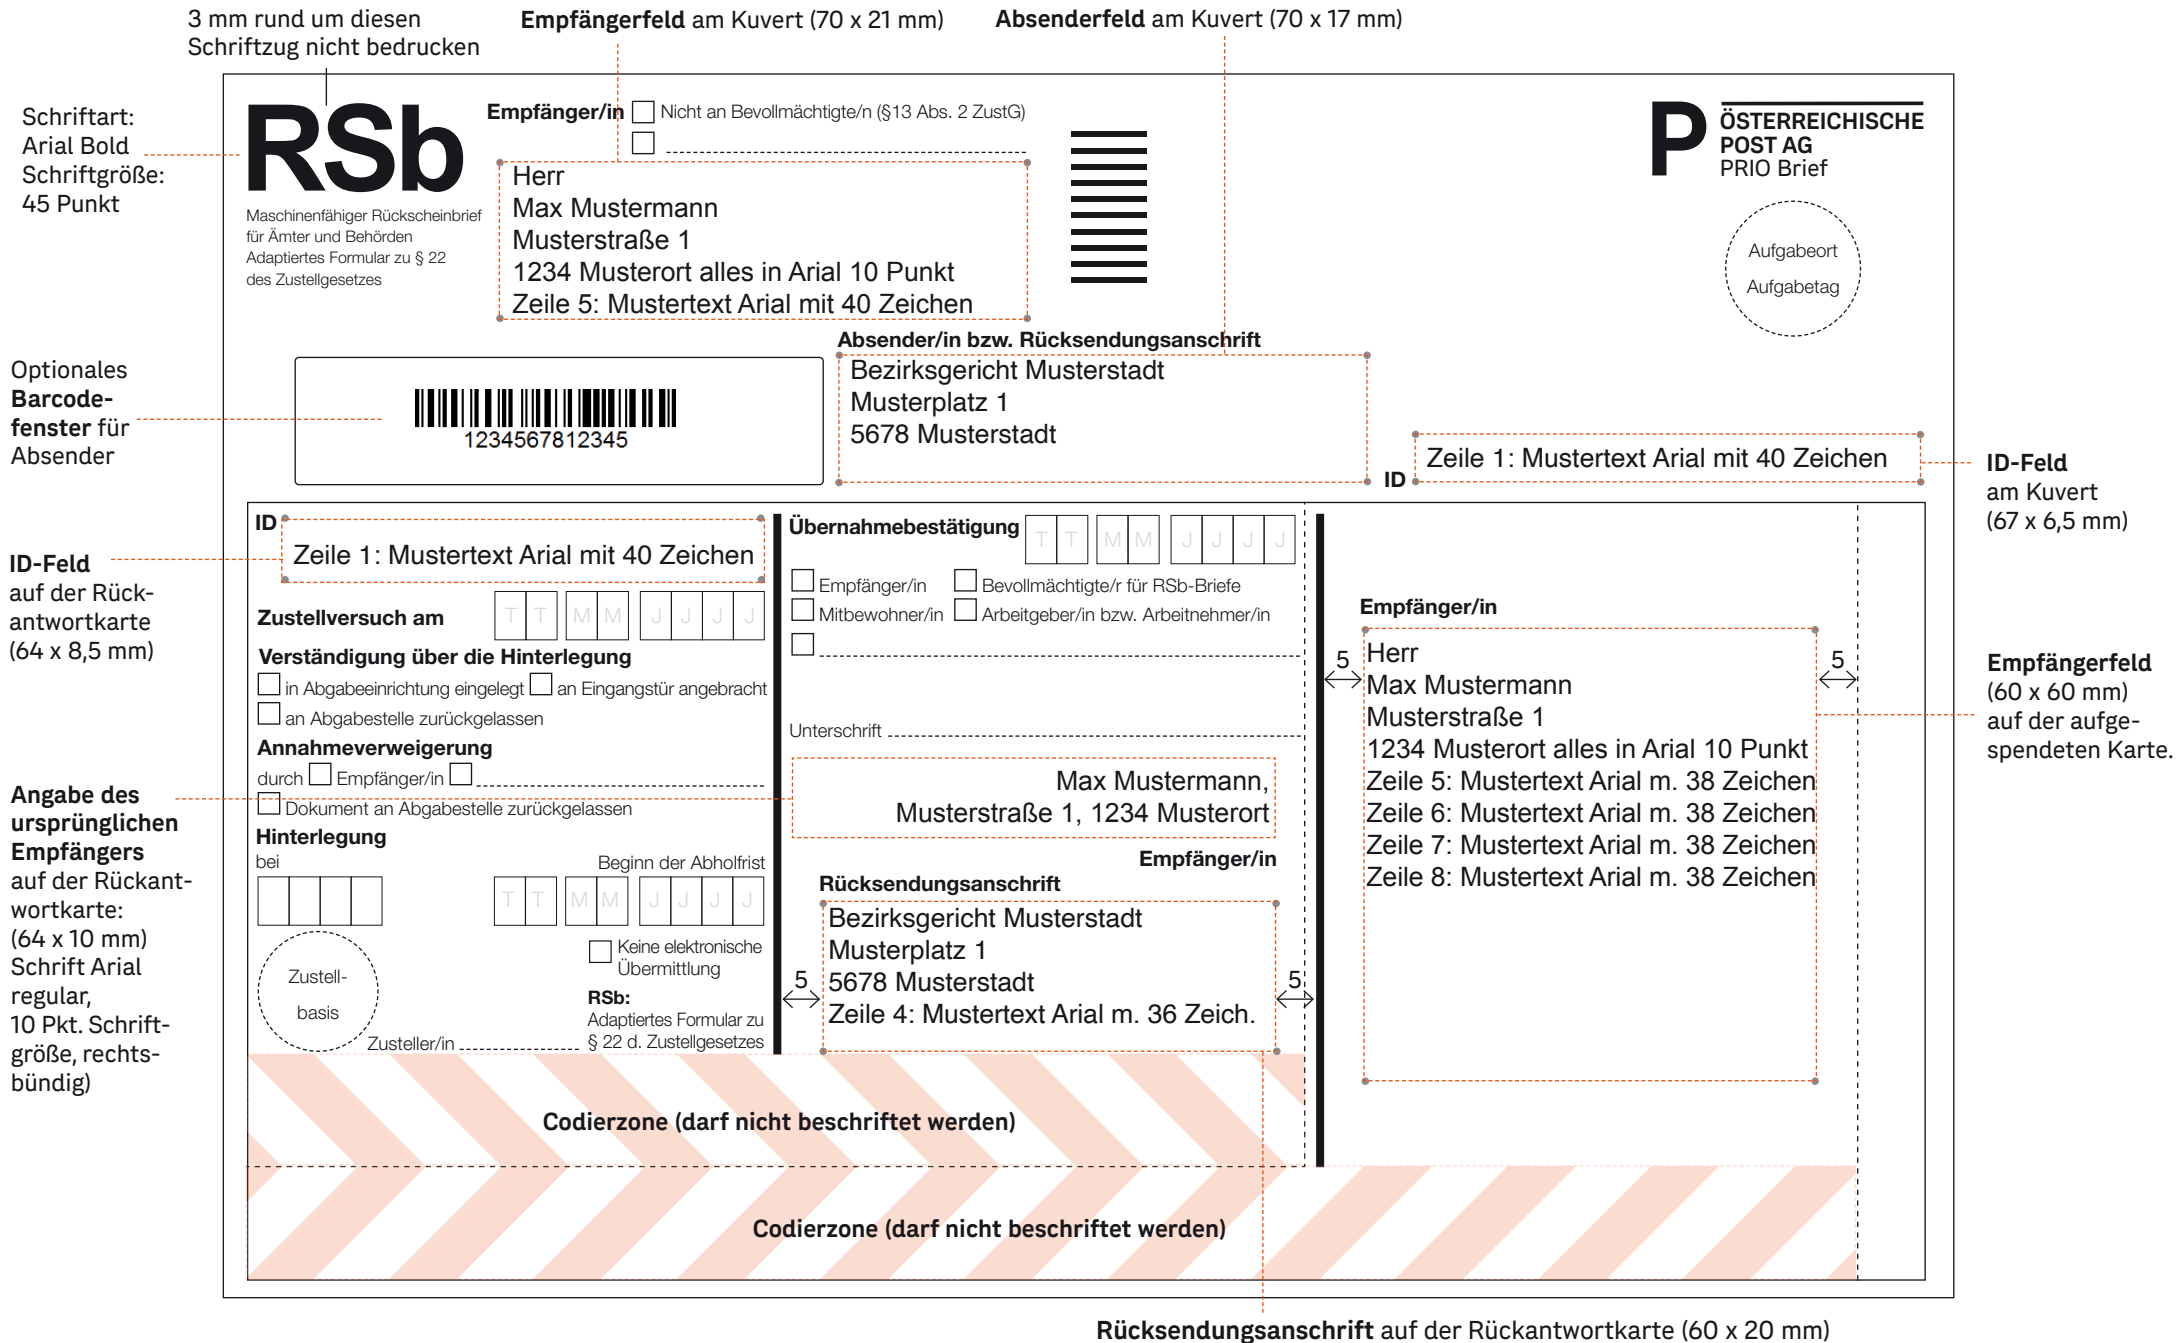 3 mm rund um diesen
Schriftzug nicht bedrucken
Empfängerfeld am Kuvert (70 x 21 mm)
Absenderfeld am Kuvert (70 x 17 mm)
Schriftart:
Arial Bold
Schriftgröße:
45 Punkt
RSb
Maschinenfähiger Rückscheinbrief
für Ämter und Behörden
Adaptiertes Formular zu § 22
des Zustellgesetzes
Empfänger/in Nicht an Bevollmächtigte/n (§13 Abs. 2 ZustG)
Herr
Max Mustermann
Musterstraße 1
1234 Musterort alles in Arial 10 Punkt
Zeile 5: Mustertext Arial mit 40 Zeichen
P ÖSTERREICHISCHE
POST AG
PRIO Brief
Aufgabeort
Aufgabetag
Optionales
Barcode-
fenster für
Absender
1234567812345
Absender/in bzw. Rücksendungsanschrift
Bezirksgericht Musterstadt
Musterplatz 1
5678 Musterstadt
ID Zeile 1: Mustertext Arial mit 40 Zeichen
ID-Feld
am Kuvert
(67 x 6,5 mm)
ID-Feld
auf der Rück-
antwortkarte
(64 x 8,5 mm)
ID
Zeile 1: Mustertext Arial mit 40 Zeichen
Zustellversuch am T T M M J J J J
Verständigung über die Hinterlegung
in Abgabeeinrichtung eingelegt an Eingangstür angebracht
an Abgabestelle zurückgelassen
Annahmeverweigerung
durch Empfänger/in
Dokument an Abgabestelle zurückgelassen
Hinterlegung
bei Beginn der Abholfrist
T T M M J J J J
Keine elektronische
Übermittlung
Zustell-
basis
RSb:
Adaptiertes Formular zu
§ 22 d. Zustellgesetzes
Zusteller/in
Angabe des
ursprünglichen
Empfängers
auf der Rückant-
wortkarte:
(64 x 10 mm)
Schrift Arial
regular,
10 Pkt. Schrift-
größe, rechts-
bündig)
Übernahmebestätigung T T M M J J J J
Empfänger/in Bevollmächtigte/r für RSb-Briefe
Mitbewohner/in Arbeitgeber/in bzw. Arbeitnehmer/in
Unterschrift
Max Mustermann,
Musterstraße 1, 1234 Musterort
Empfänger/in
Rücksendungsanschrift
Bezirksgericht Musterstadt
Musterplatz 1
5678 Musterstadt
Zeile 4: Mustertext Arial m. 36 Zeich.
5 5
Empfänger/in
Herr
Max Mustermann
Musterstraße 1
1234 Musterort alles in Arial 10 Punkt
Zeile 5: Mustertext Arial m. 38 Zeichen
Zeile 6: Mustertext Arial m. 38 Zeichen
Zeile 7: Mustertext Arial m. 38 Zeichen
Zeile 8: Mustertext Arial m. 38 Zeichen
5 5
Empfängerfeld
(60 x 60 mm)
auf der aufge-
spendeten Karte.
Codierzone (darf nicht beschriftet werden)
Codierzone (darf nicht beschriftet werden)
Rücksendungsanschrift auf der Rückantwortkarte (60 x 20 mm)